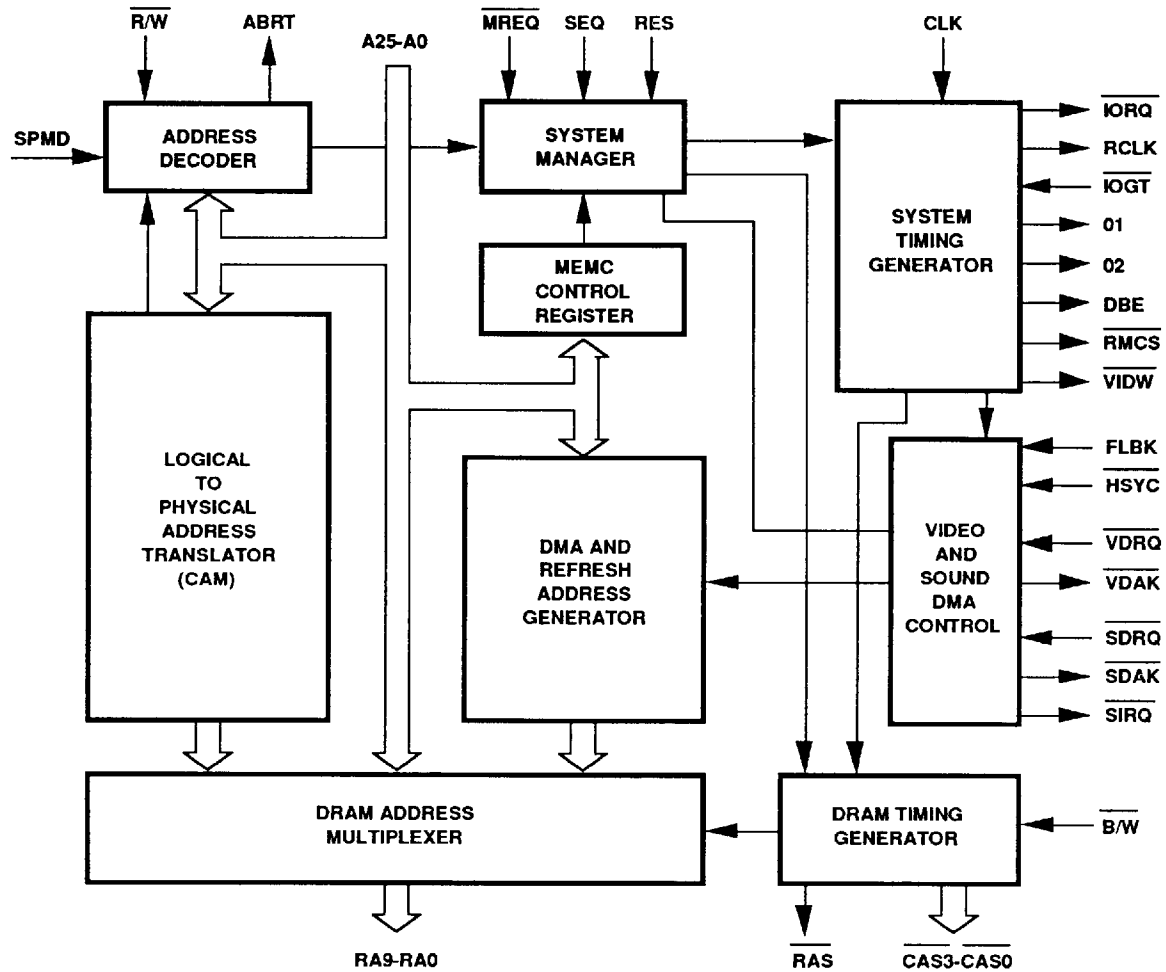 R/W
ABRT
A25-A0
MREQ
SEQ
RES
CLK
SPMD
ADDRESS
DECODER
SYSTEM
MANAGER
MEMC
CONTROL
REGISTER
SYSTEM
TIMING
GENERATOR
IORQ
RCLK
IOGT
01
02
DBE
RMCS
VIDW
LOGICAL
TO
PHYSICAL
ADDRESS
TRANSLATOR
(CAM)
DMA AND
REFRESH
ADDRESS
GENERATOR
VIDEO
AND
SOUND
DMA
CONTROL
FLBK
HSYC
VDRQ
VDAK
SDRQ
SDAK
SIRQ
DRAM ADDRESS
MULTIPLEXER
DRAM TIMING
GENERATOR
B/W
RA9-RA0
RAS
CAS3-CAS0